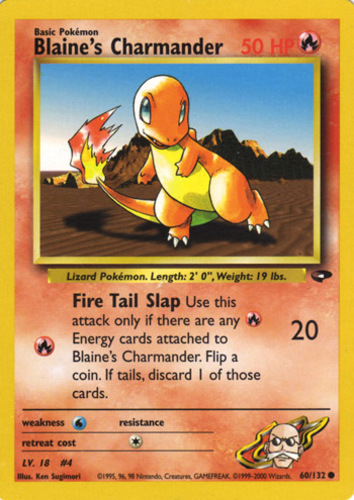 Basic Pokémon
Blaine's Charmander 50 HP
Lizard Pokémon. Length: 2' 0", Weight: 19 lbs.
Fire Tail Slap Use this
attack only if there are any
Energy cards attached to
Blaine's Charmander. Flip a
coin. If tails, discard 1 of those
cards.
20
weakness resistance
retreat cost
LV. 18 #4
Illus. Ken Sugimori ©1995, 96, 98 Nintendo, Creatures, GAMEFREAK. ©1999-2000 Wizards. 60/132